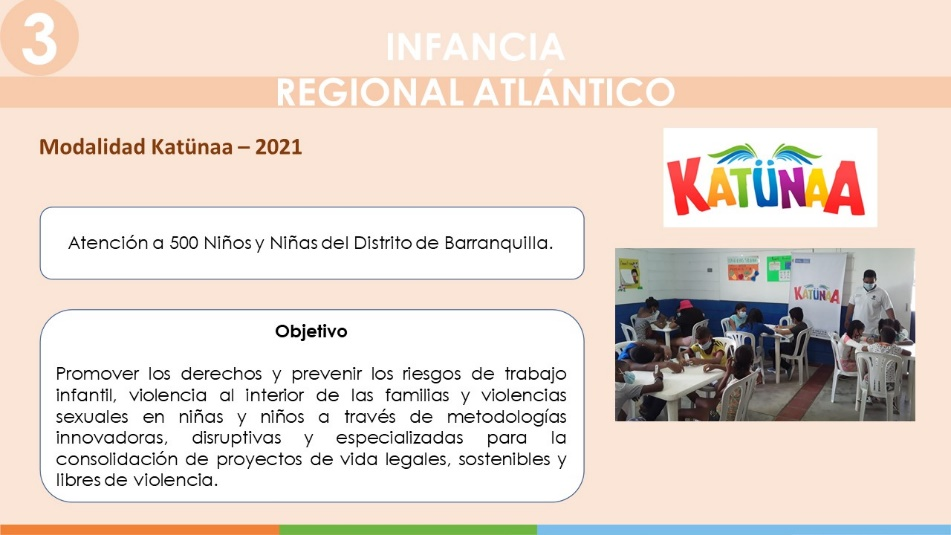 3
INFANCIA
REGIONAL ATLÁNTICO
Modalidad Katünaa – 2021
KATÜNAA
Atención a 500 Niños y Niñas del Distrito de Barranquilla.
KATÜNAA
Objetivo
Promover los derechos y prevenir los riesgos de trabajo
infantil, violencia al interior de las familias y violencias
sexuales en niñas y niños a través de metodologías
innovadoras, disruptivas y especializadas para la
consolidación de proyectos de vida legales, sostenibles y
libres de violencia.